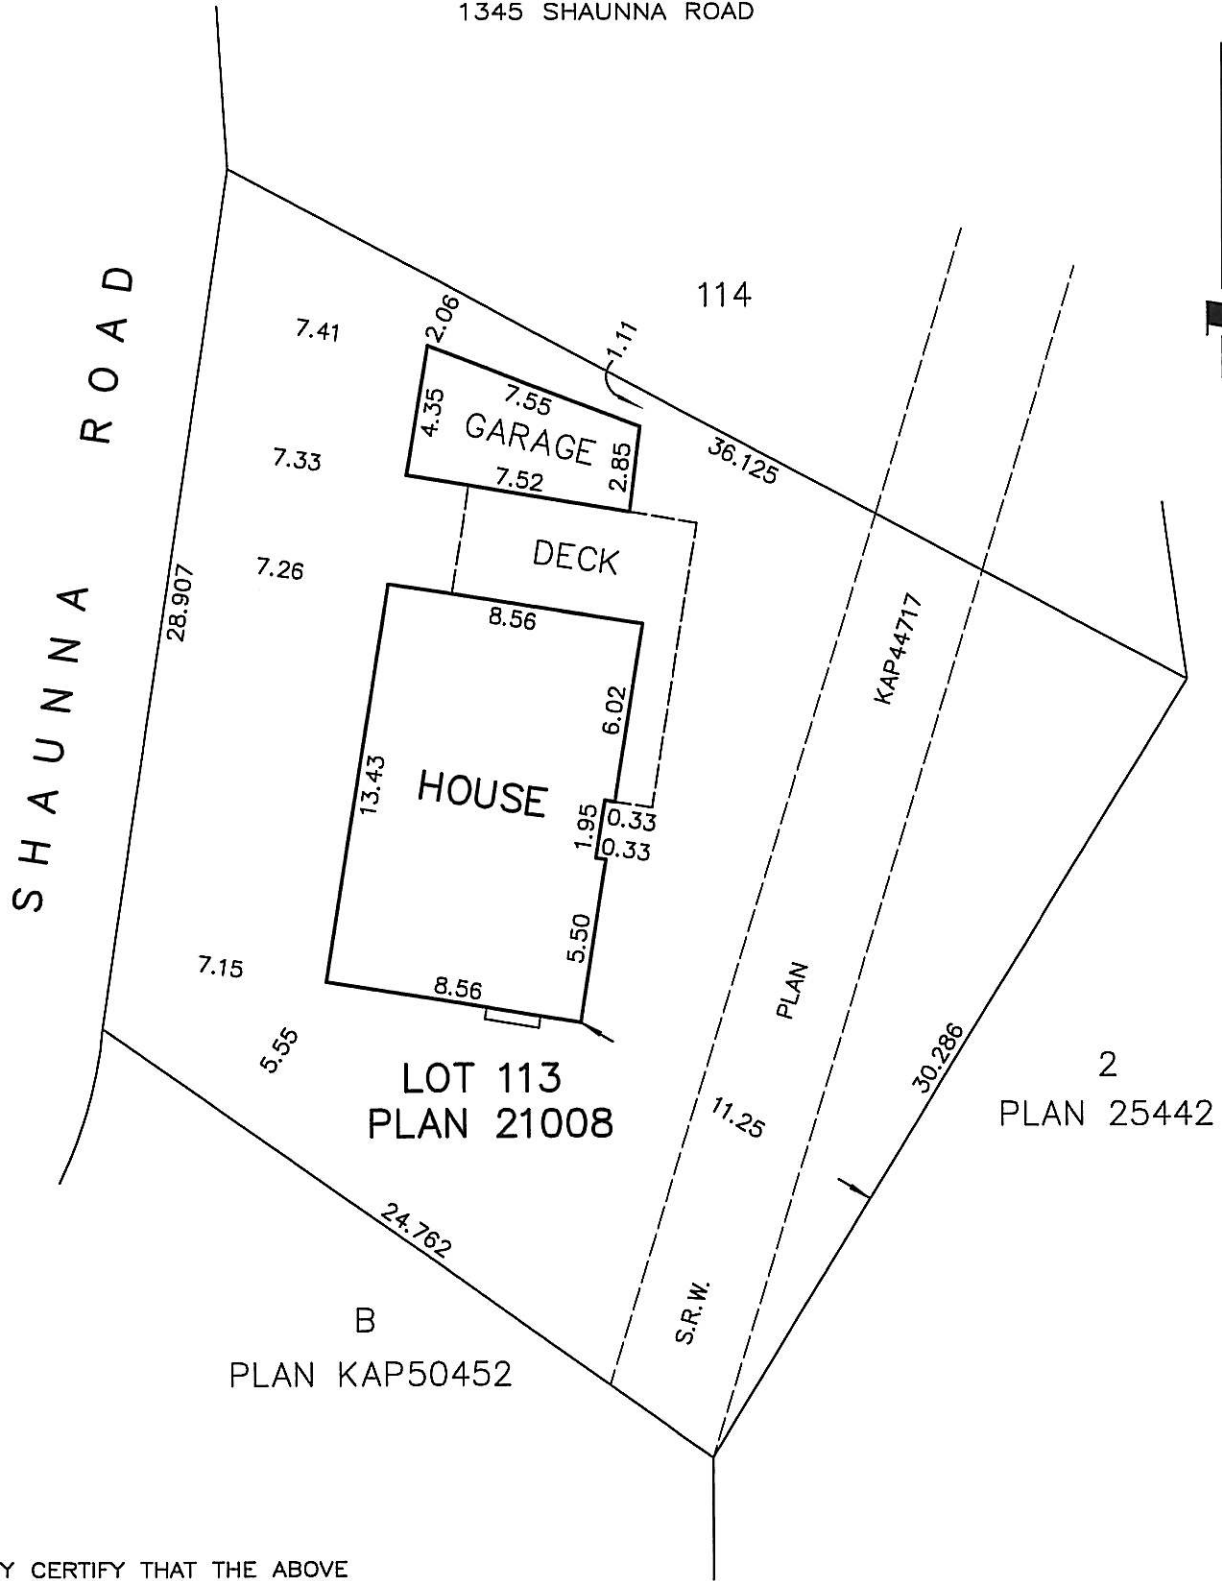 1345 SHAUNNA ROAD
SHAUNNA ROAD
114
7.41
2.06
1.11
7.55
4.35
GARAGE
2.85
7.52
36.125
7.33
7.26
DECK
8.56
28.907
6.02
KAP44717
13.43
HOUSE
1.95
0.33
0.33
5.50
7.15
8.56
PLAN
5.55
LOT 113
PLAN 21008
11.25
30.286
2
PLAN 25442
24.762
S.R.W.
B
PLAN KAP50452
Y CERTIFY THAT THE ABOVE